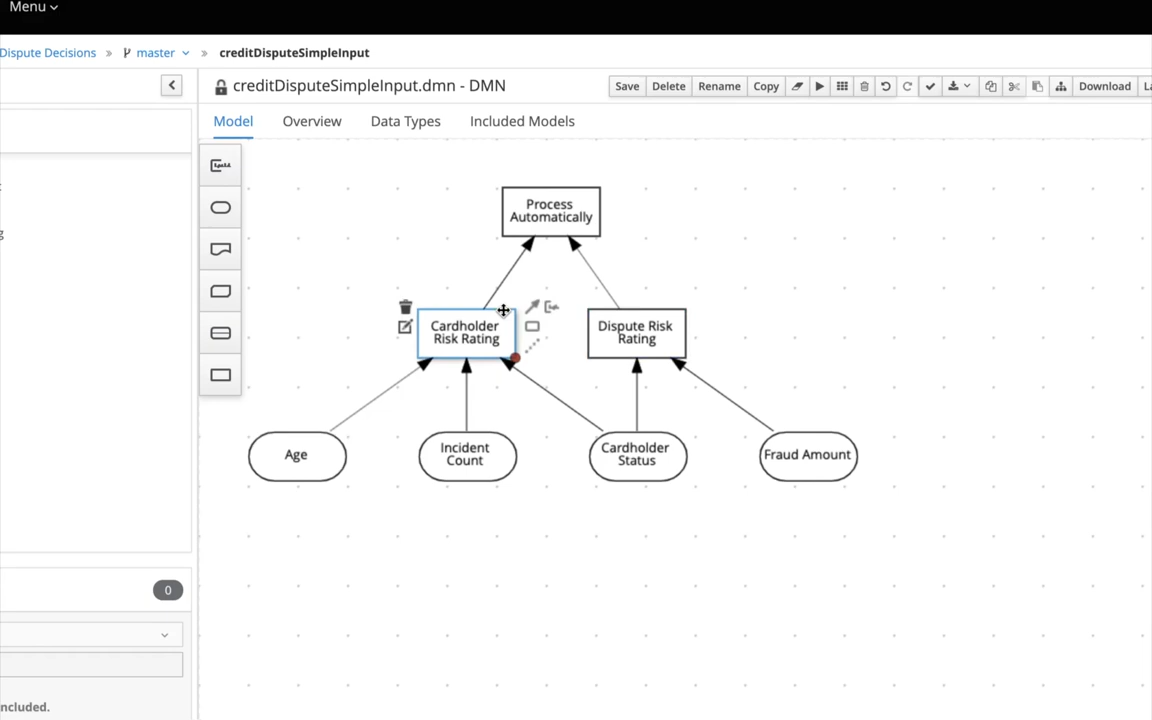 Menu
Dispute Decisions » master » creditDisputeSimpleInput
creditDisputeSimpleInput.dmn - DMN
Save Delete Rename Copy Download
Model Overview Data Types Included Models
Process
Automatically
Cardholder
Risk Rating
Dispute Risk
Rating
Age
Incident
Count
Cardholder
Status
Fraud Amount
0